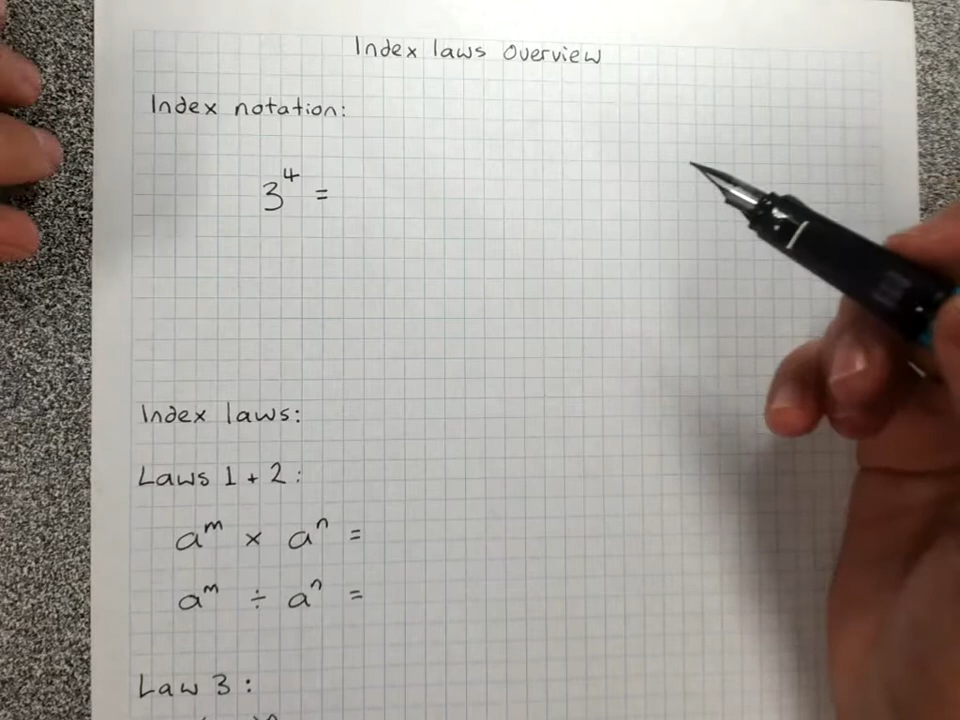 Index laws Overview
Index notation:
3⁴ =
Index laws:
Laws 1 + 2:
aᵐ × aⁿ =
aᵐ ÷ aⁿ =
Law 3: